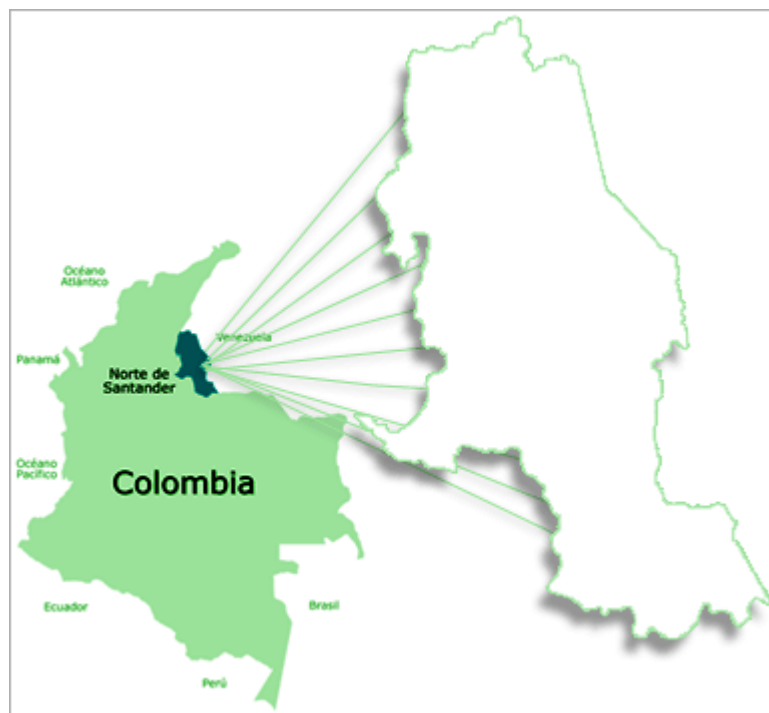 Océano
Atlántico
Venezuela
Panamá
Norte de
Santander
Océano
Pacífico
Colombia
Ecuador
Brasil
Perú